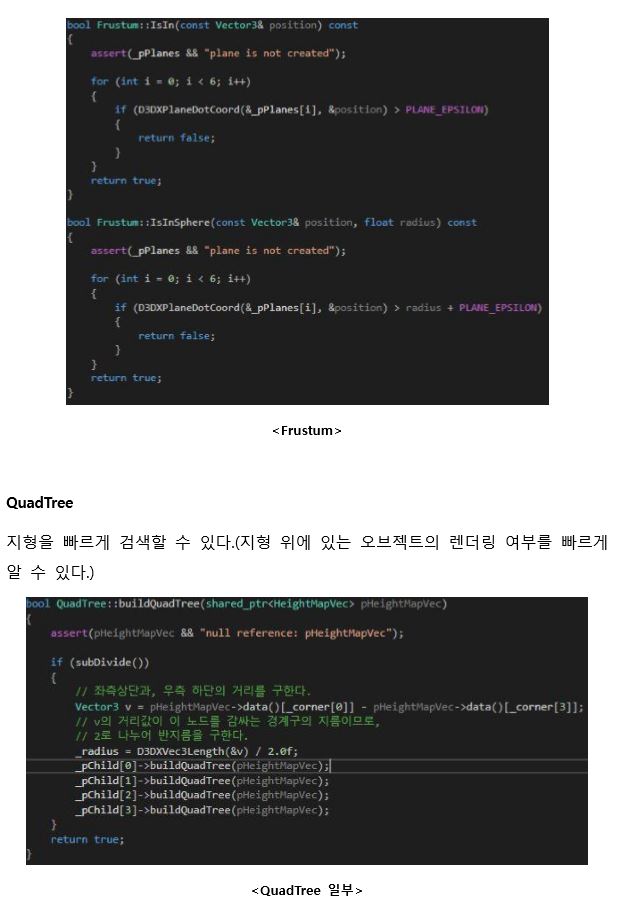 bool Frustum::IsIn(const Vector3& position) const
{
    assert(_pPlanes && "plane is not created");
    for (int i = 0; i < 6; i++)
    {
        if (D3DXPlaneDotCoord(&_pPlanes[i], &position) > PLANE_EPSILON)
        {
            return false;
        }
    }
    return true;
}
bool Frustum::IsInSphere(const Vector3& position, float radius) const
{
    assert(_pPlanes && "plane is not created");
    for (int i = 0; i < 6; i++)
    {
        if (D3DXPlaneDotCoord(&_pPlanes[i], &position) > radius + PLANE_EPSILON)
        {
            return false;
        }
    }
    return true;
}
<Frustum>
QuadTree
지형을 빠르게 검색할 수 있다.(지형 위에 있는 오브젝트의 렌더링 여부를 빠르게
알 수 있다.)
bool QuadTree::buildQuadTree(shared_ptr<HeightMapVec> pHeightMapVec)
{
    assert(pHeightMapVec && "null reference: pHeightMapVec");
    if (subDivide())
    {
        // 좌측상단과, 우측 하단의 거리를 구한다.
        Vector3 v = pHeightMapVec->data()[_corner[0]] - pHeightMapVec->data()[_corner[3]];
        // v의 거리값이 이 노드를 감싸는 경계구의 지름이므로,
        // 2로 나누어 반지름을 구한다.
        _radius = D3DXVec3Length(&v) / 2.0f;
        _pChild[0]->buildQuadTree(pHeightMapVec);
        _pChild[1]->buildQuadTree(pHeightMapVec);
        _pChild[2]->buildQuadTree(pHeightMapVec);
        _pChild[3]->buildQuadTree(pHeightMapVec);
    }
    return true;
}
<QuadTree 일부>